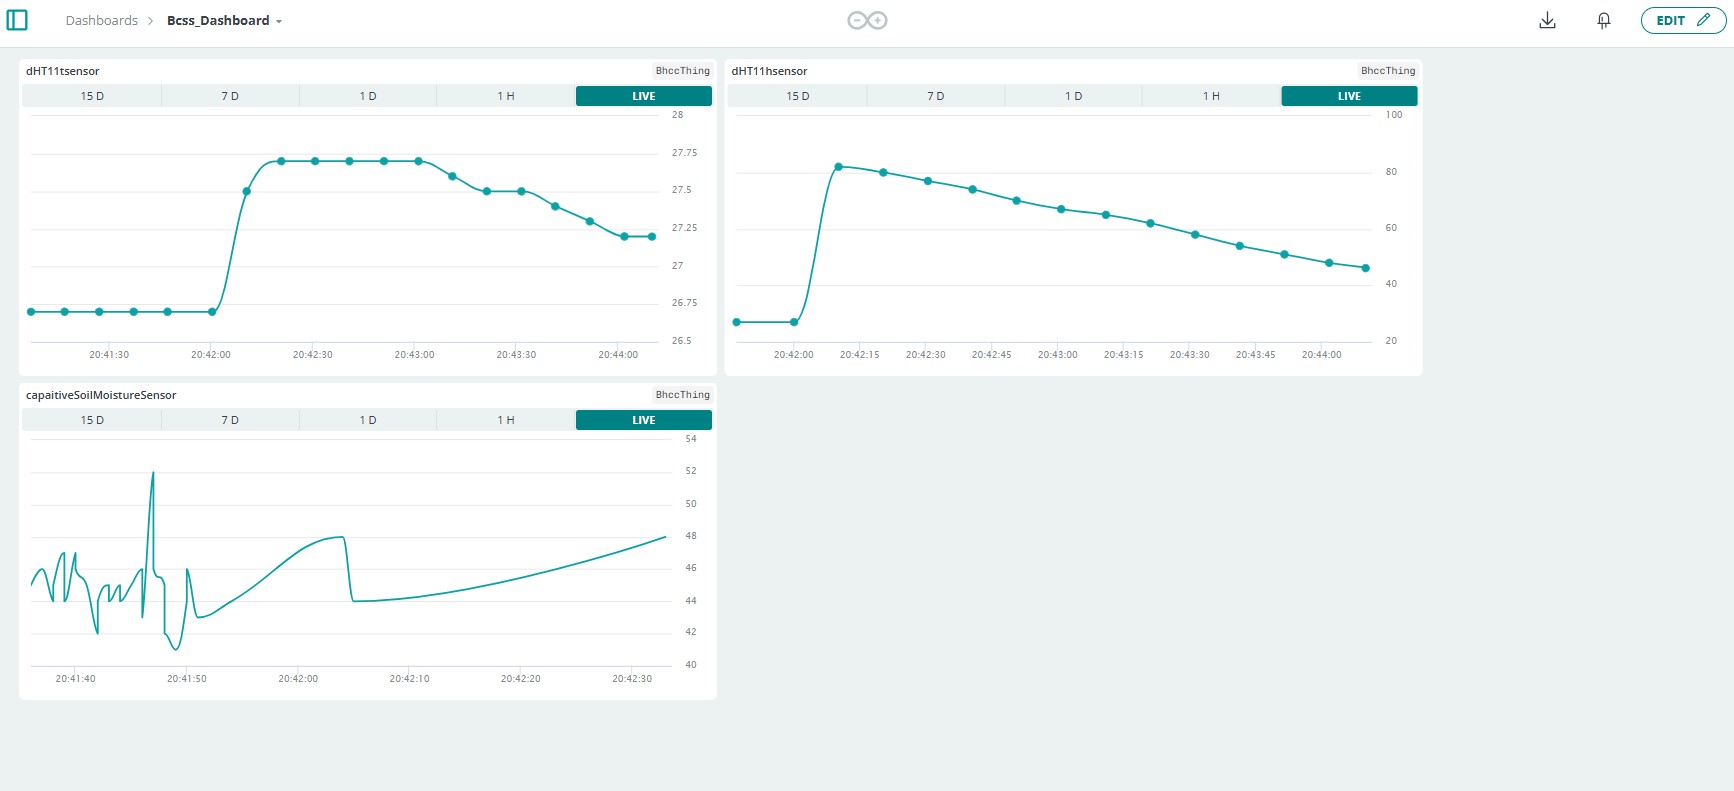 Dashboards > Bcss_Dashboard
EDIT
dHT11tsensor BhccThing
15 D 7 D 1 D 1 H LIVE
28
27.75
27.5
27.25
27
26.75
26.5
20:41:30 20:42:00 20:42:30 20:43:00 20:43:30 20:44:00
dHT11hsensor BhccThing
15 D 7 D 1 D 1 H LIVE
100
80
60
40
20
20:42:00 20:42:15 20:42:30 20:42:45 20:43:00 20:43:15 20:43:30 20:43:45 20:44:00
capaitiveSoilMoistureSensor BhccThing
15 D 7 D 1 D 1 H LIVE
54
52
50
48
46
44
42
40
20:41:40 20:41:50 20:42:00 20:42:10 20:42:20 20:42:30